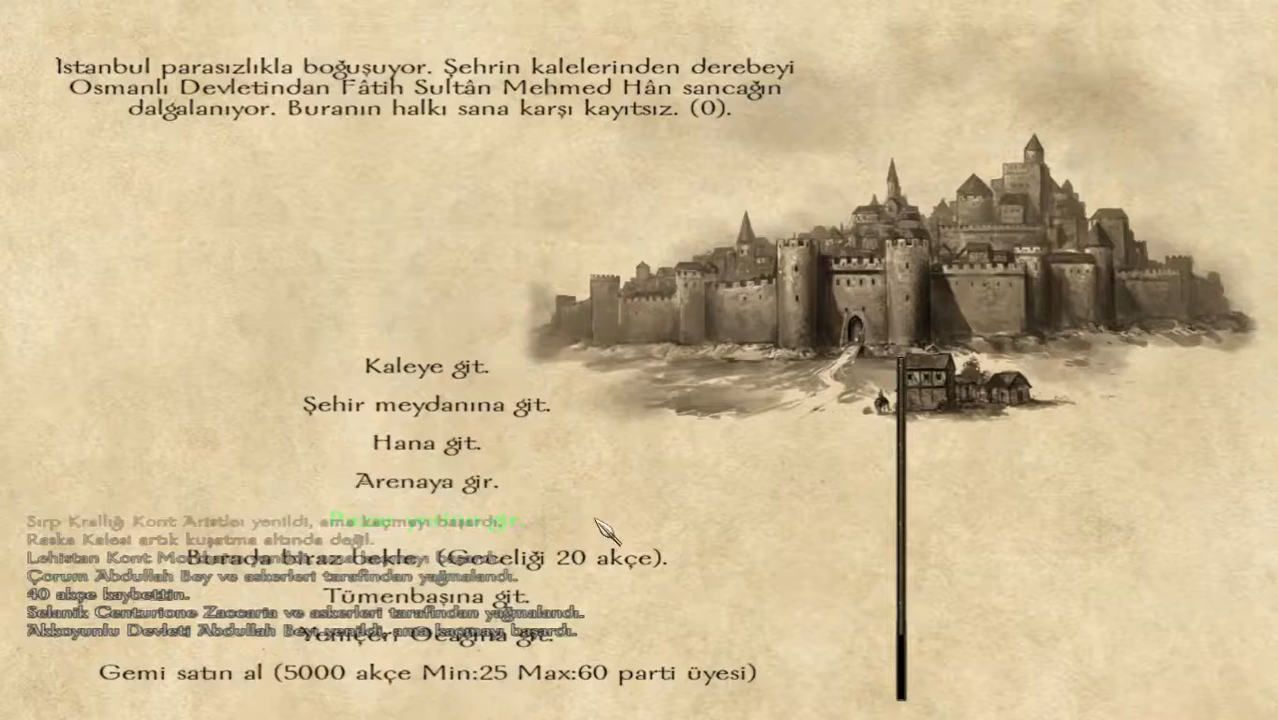 İstanbul parasızlıkla boğuşuyor. Şehrin kalelerinden derebeyi
Osmanlı Devletindan Fâtih Sultân Mehmed Hân sancağın
dalgalanıyor. Buranın halkı sana karşı kayıtsız. (0).
Kaleye git.
Şehir meydanına git.
Hana git.
Arenaya gir.
Sırp Krallığı Kont Aristlsi yenildi, ama kaçmayı başardı.
Raska Kalesi artık kuşatma altında değil.
Lehistan Kont
Burada biraz bekle. (Geceliği 20 akçe).
Çorum Abdullah Bey ve askerleri tarafından yağmalandı.
40 akçe kaybettin.
Tümenbaşına git.
Selanik Centurione Zaccaria ve askerleri tarafından yağmalandı.
Akkoyunlu Devleti Abdullah Bey yenildi, ama kaçmayı başardı.
Yeniçeri Ocağına git.
Gemi satın al (5000 akçe Min:25 Max:60 parti üyesi)